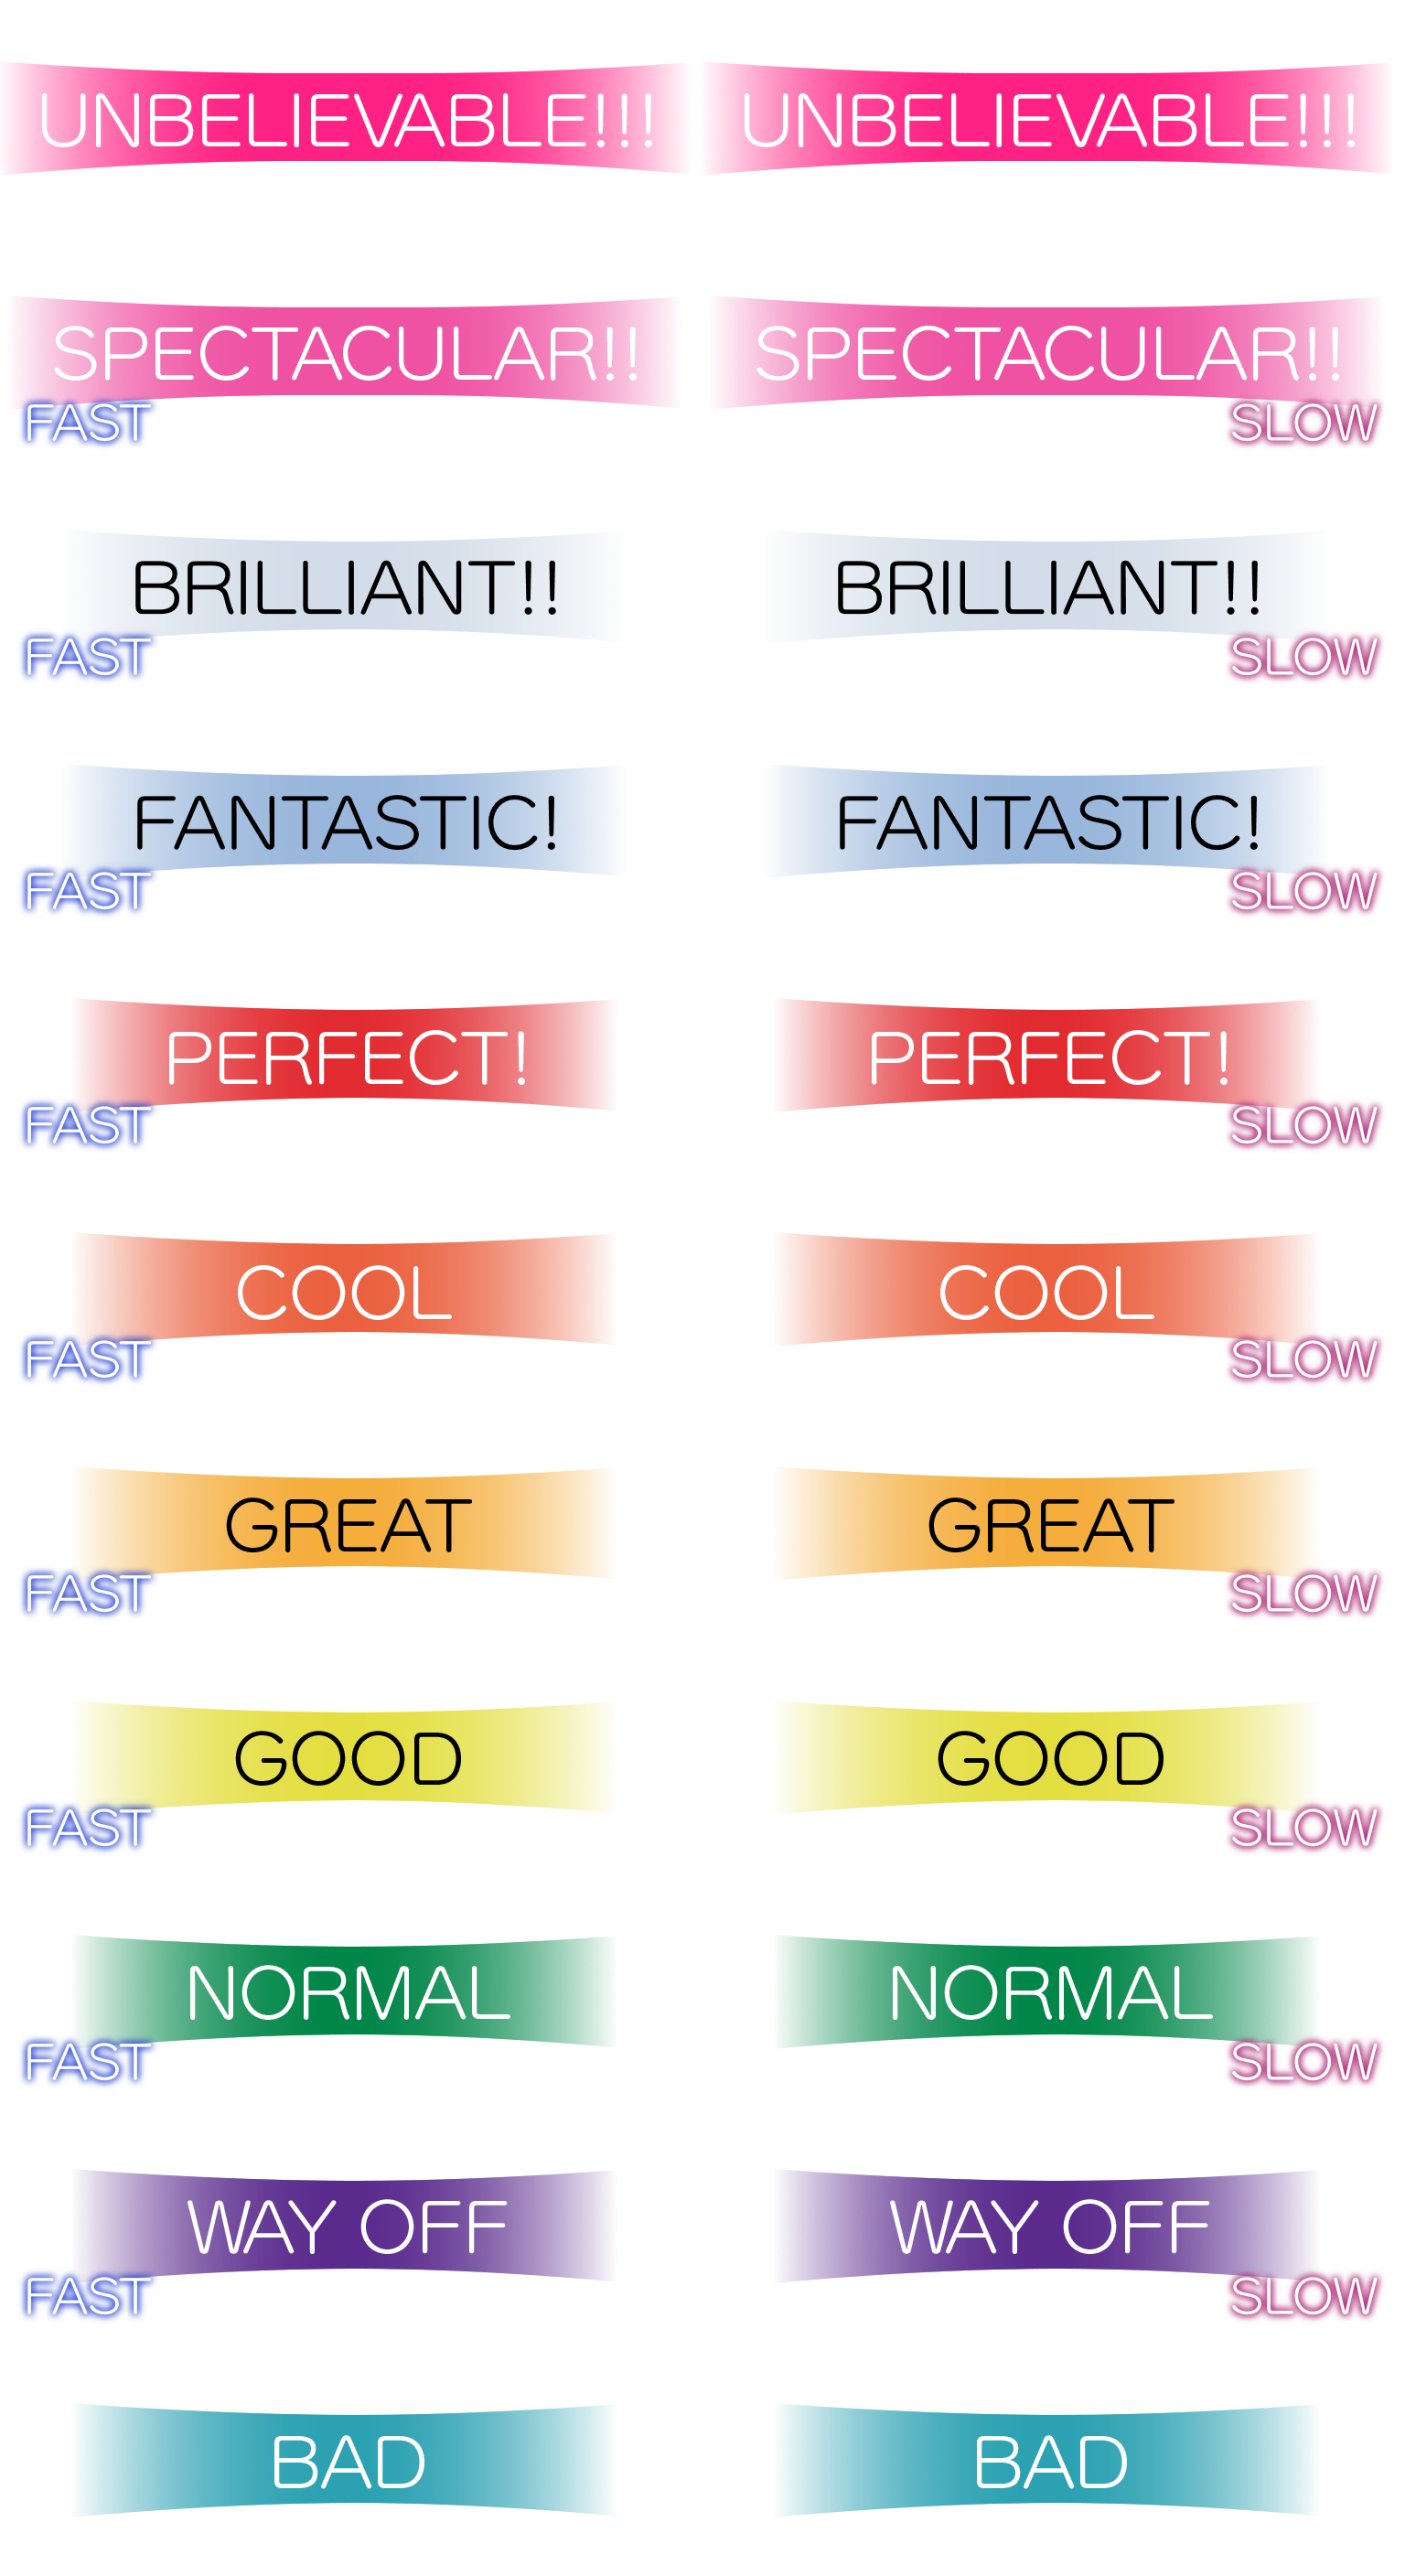 UNBELIEVABLE!!! UNBELIEVABLE!!!
SPECTACULAR!! SPECTACULAR!!
FAST SLOW
BRILLIANT!! BRILLIANT!!
FAST SLOW
FANTASTIC! FANTASTIC!
FAST SLOW
PERFECT! PERFECT!
FAST SLOW
COOL COOL
FAST SLOW
GREAT GREAT
FAST SLOW
GOOD GOOD
FAST SLOW
NORMAL NORMAL
FAST SLOW
WAY OFF WAY OFF
FAST SLOW
BAD BAD